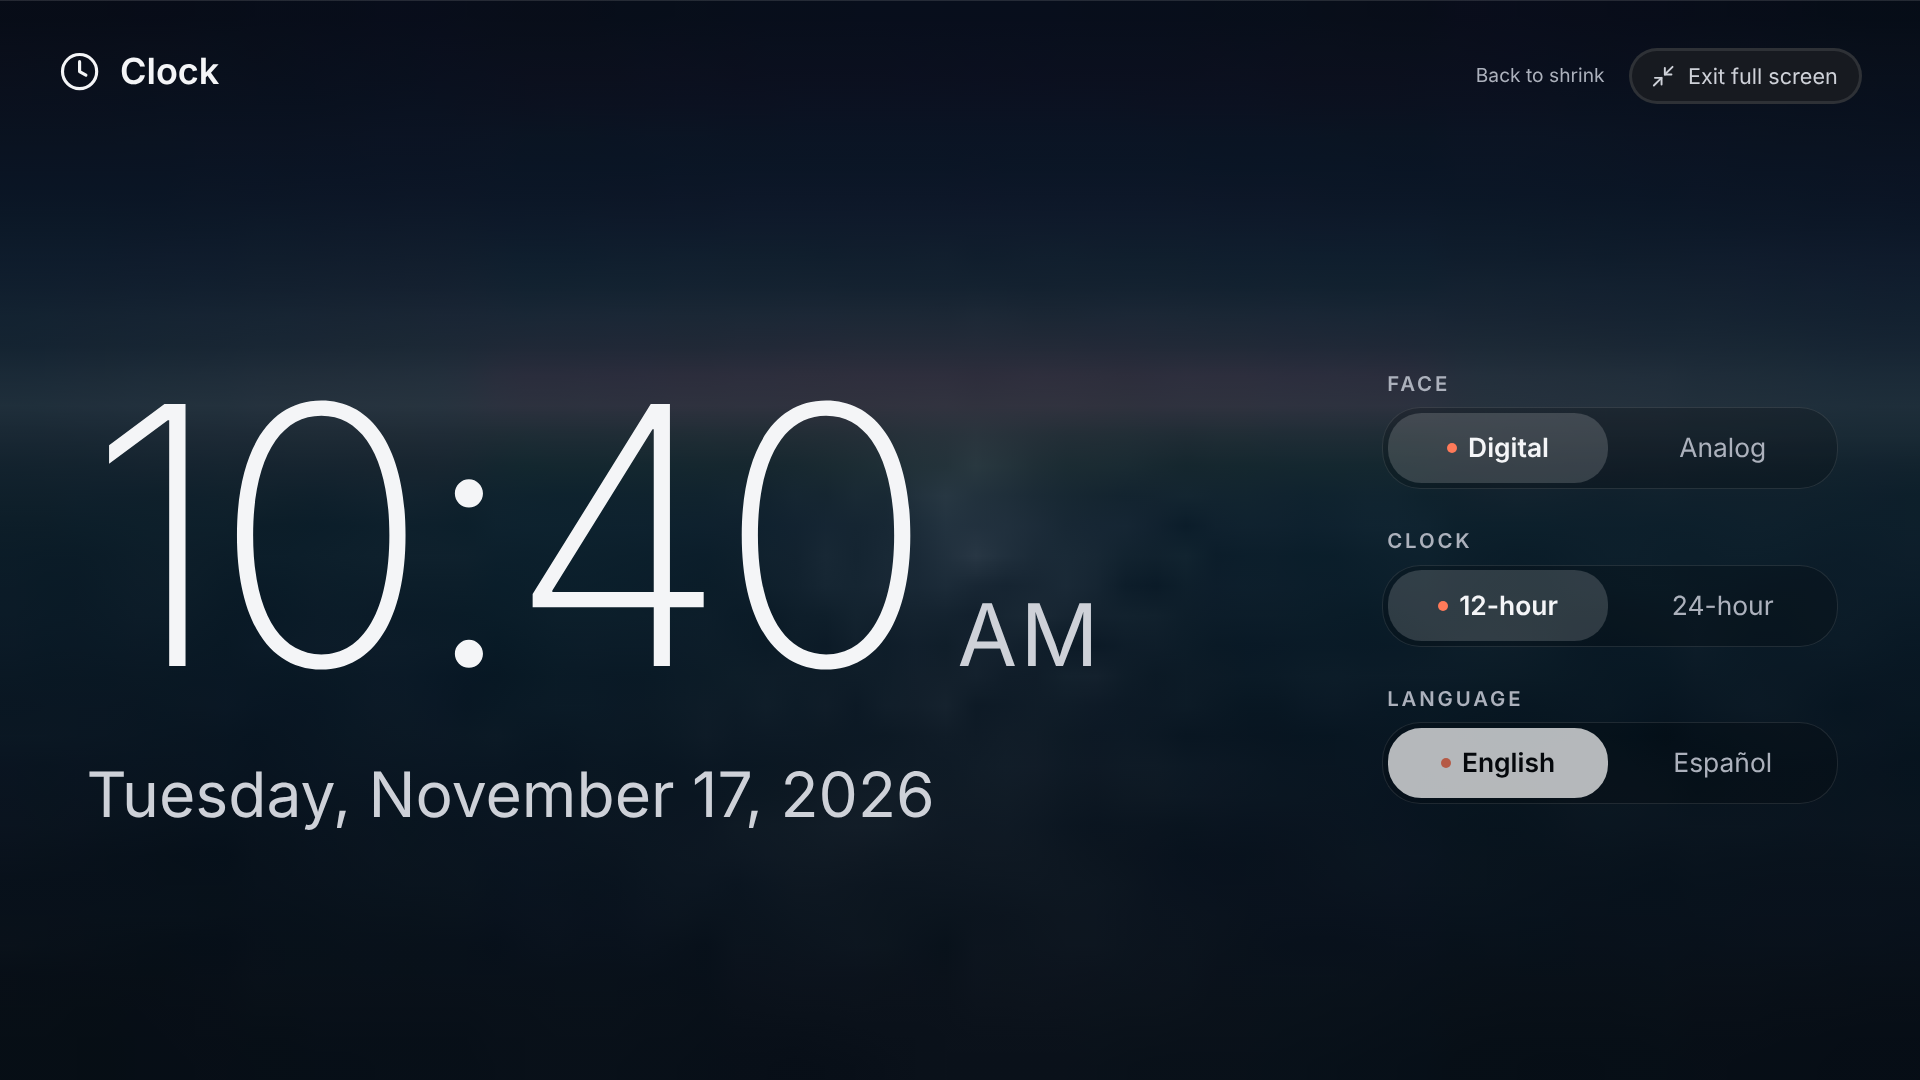 Clock
Back to shrink
Exit full screen
10:40 AM
Tuesday, November 17, 2026
FACE
Digital
Analog
CLOCK
12-hour
24-hour
LANGUAGE
English
Español